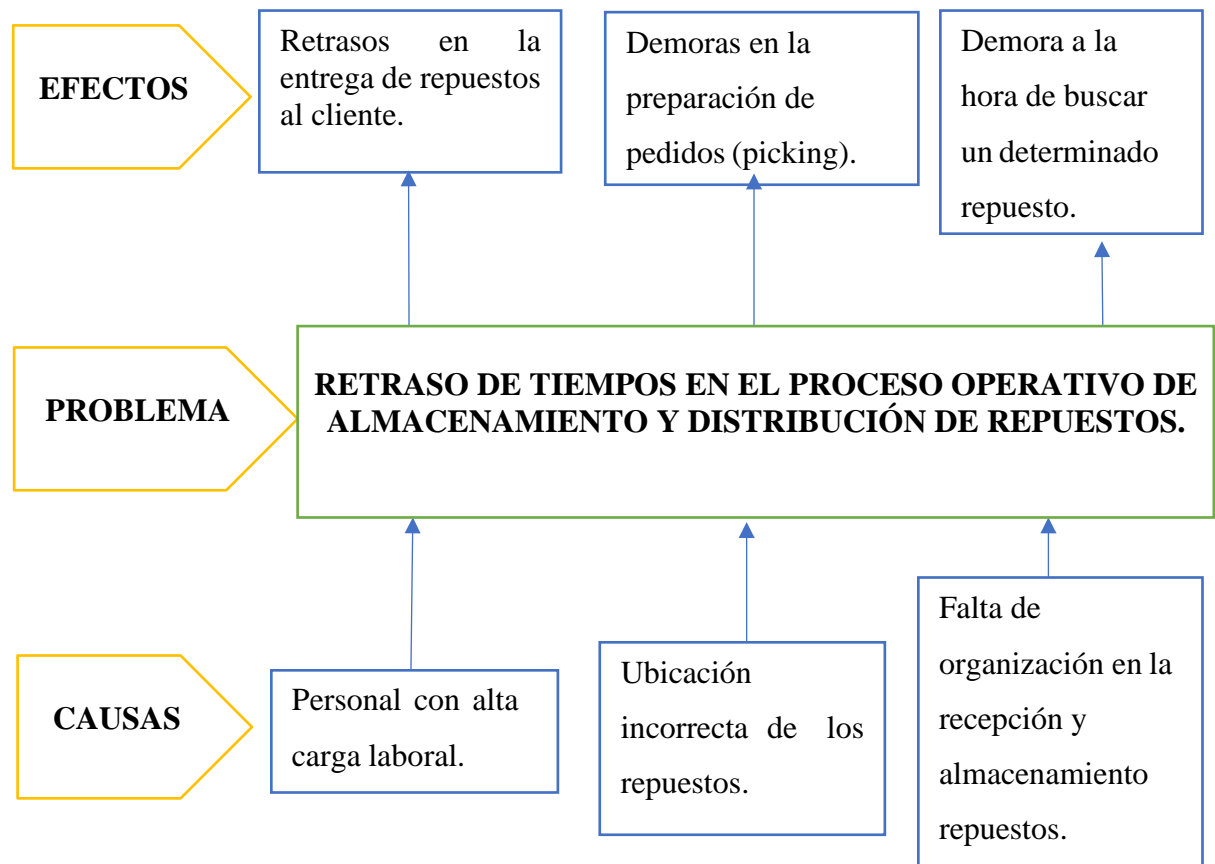 EFECTOS
Retrasos en la
entrega de repuestos
al cliente.
Demoras en la
preparación de
pedidos (picking).
Demora a la
hora de buscar
un determinado
repuesto.
PROBLEMA
RETRASO DE TIEMPOS EN EL PROCESO OPERATIVO DE
ALMACENAMIENTO Y DISTRIBUCIÓN DE REPUESTOS.
CAUSAS
Personal con alta
carga laboral.
Ubicación
incorrecta de los
repuestos.
Falta de
organización en la
recepción y
almacenamiento
repuestos.